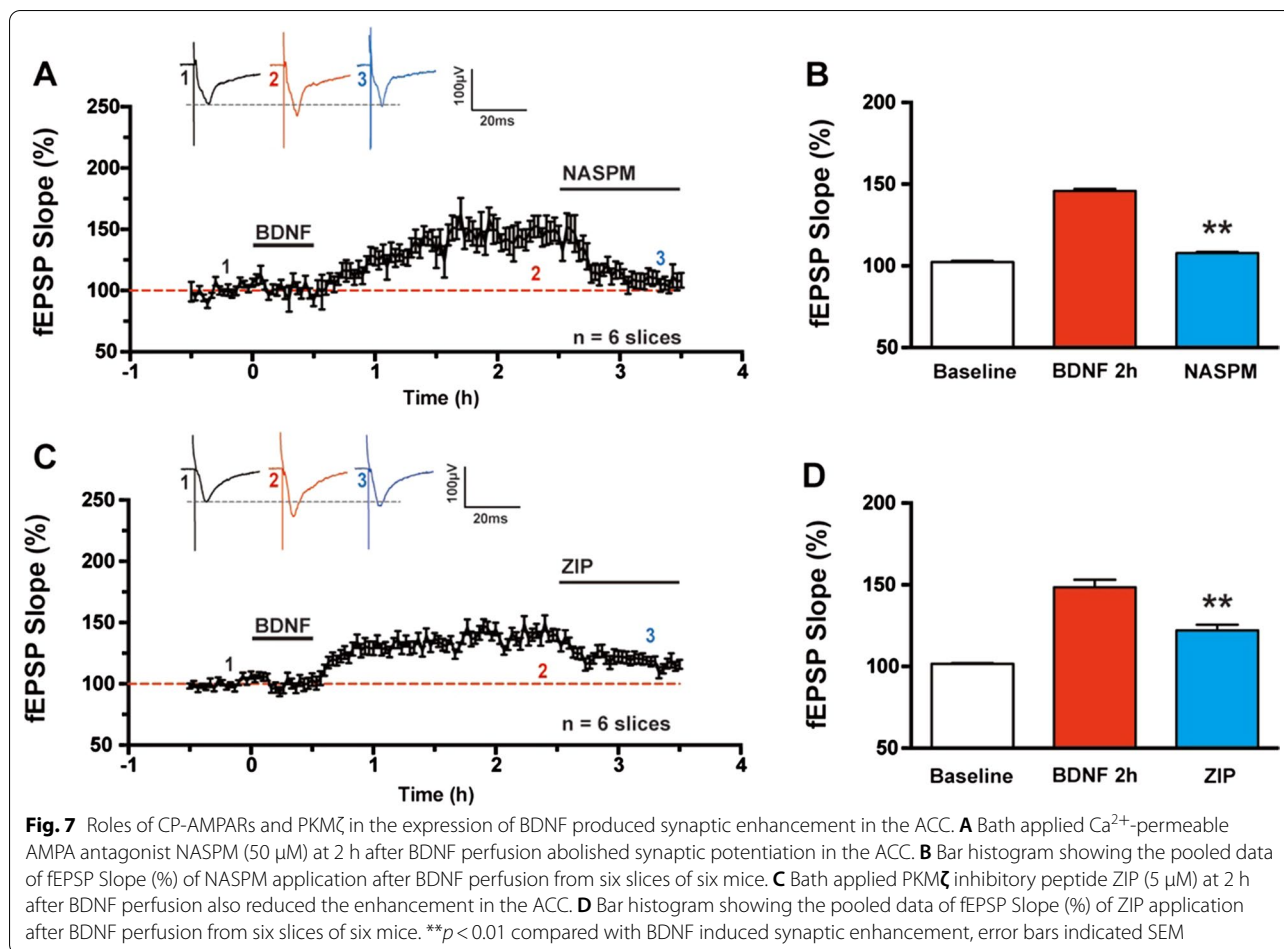 A
1
2
3
100μV
20ms
250
200
150
100
50
fEPSP Slope (%)
BDNF
NASPM
1
2
3
n = 6 slices
-1
0
1
2
3
4
Time (h)
B
200
150
100
50
fEPSP Slope (%)
**
Baseline
BDNF 2h
NASPM
C
1
2
3
100μV
20ms
250
200
150
100
50
fEPSP Slope (%)
BDNF
ZIP
1
2
3
n = 6 slices
-1
0
1
2
3
4
Time (h)
D
200
150
100
50
fEPSP Slope (%)
**
Baseline
BDNF 2h
ZIP
Fig. 7 Roles of CP-AMPARs and PKMζ in the expression of BDNF produced synaptic enhancement in the ACC. A Bath applied Ca²⁺-permeable
AMPA antagonist NASPM (50 μM) at 2 h after BDNF perfusion abolished synaptic potentiation in the ACC. B Bar histogram showing the pooled data
of fEPSP Slope (%) of NASPM application after BDNF perfusion from six slices of six mice. C Bath applied PKMζ inhibitory peptide ZIP (5 μM) at 2 h
after BDNF perfusion also reduced the enhancement in the ACC. D Bar histogram showing the pooled data of fEPSP Slope (%) of ZIP application
after BDNF perfusion from six slices of six mice. **p < 0.01 compared with BDNF induced synaptic enhancement, error bars indicated SEM